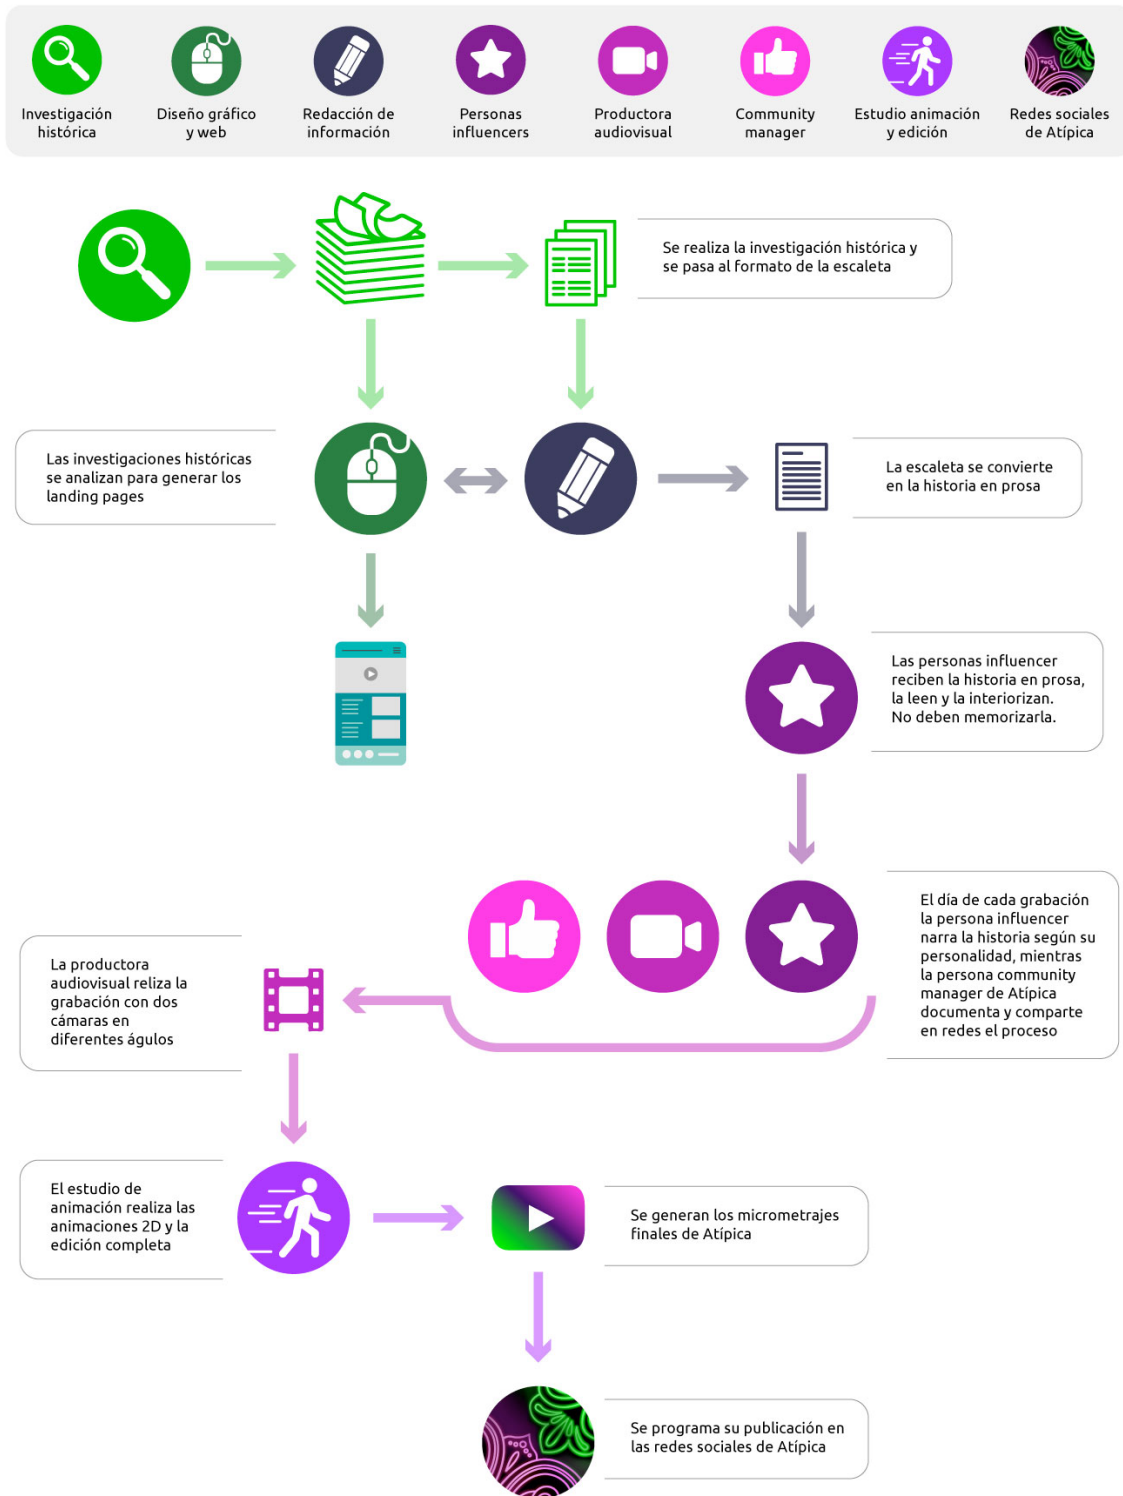 Investigación
histórica
Diseño gráfico
y web
Redacción de
información
Personas
influencers
Productora
audiovisual
Community
manager
Estudio animación
y edición
Redes sociales
de Atípica
Se realiza la investigación histórica y
se pasa al formato de la escaleta
Las investigaciones históricas
se analizan para generar los
landing pages
La escaleta se convierte
en la historia en prosa
Las personas influencer
reciben la historia en prosa,
la leen y la interiorizan.
No deben memorizarla.
El día de cada grabación
la persona influencer
narra la historia según su
personalidad, mientras
la persona community
manager de Atípica
documenta y comparte
en redes el proceso
La productora
audiovisual reliza la
grabación con dos
cámaras en
diferentes águlos
El estudio de
animación realiza las
animaciones 2D y la
edición completa
Se generan los micrometrajes
finales de Atípica
Se programa su publicación en
las redes sociales de Atípica